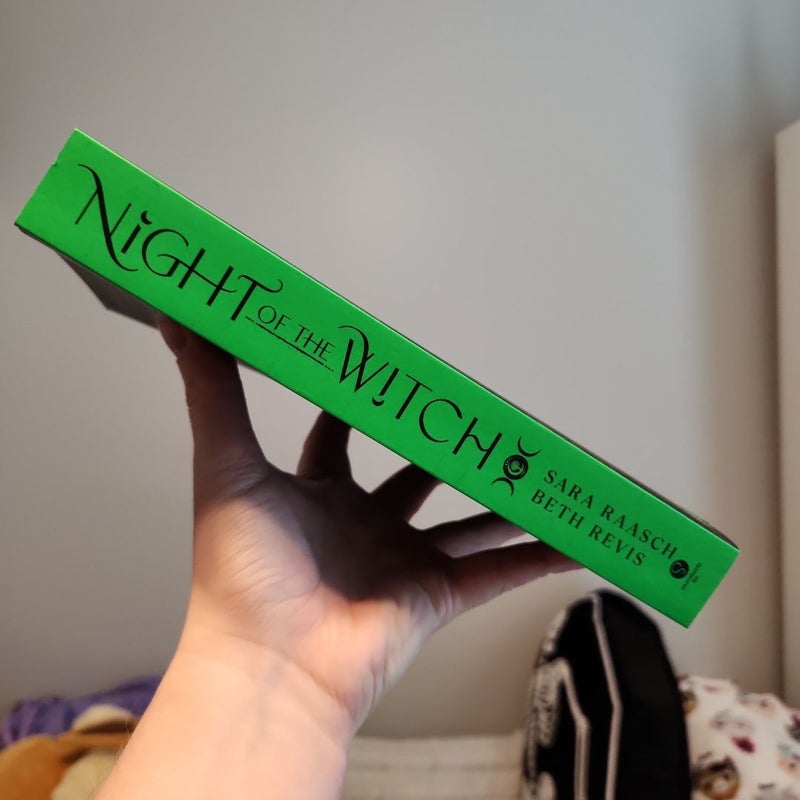 NIGHT OF THE WITCH
SARA RAASCH
BETH REVIS